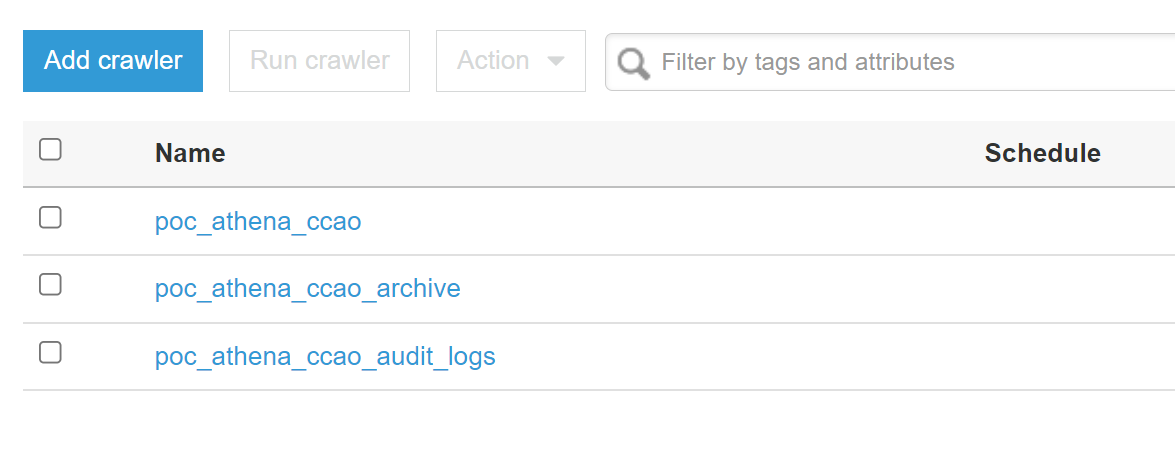 Add crawler Run crawler Action Filter by tags and attributes
Name Schedule
poc_athena_ccao
poc_athena_ccao_archive
poc_athena_ccao_audit_logs